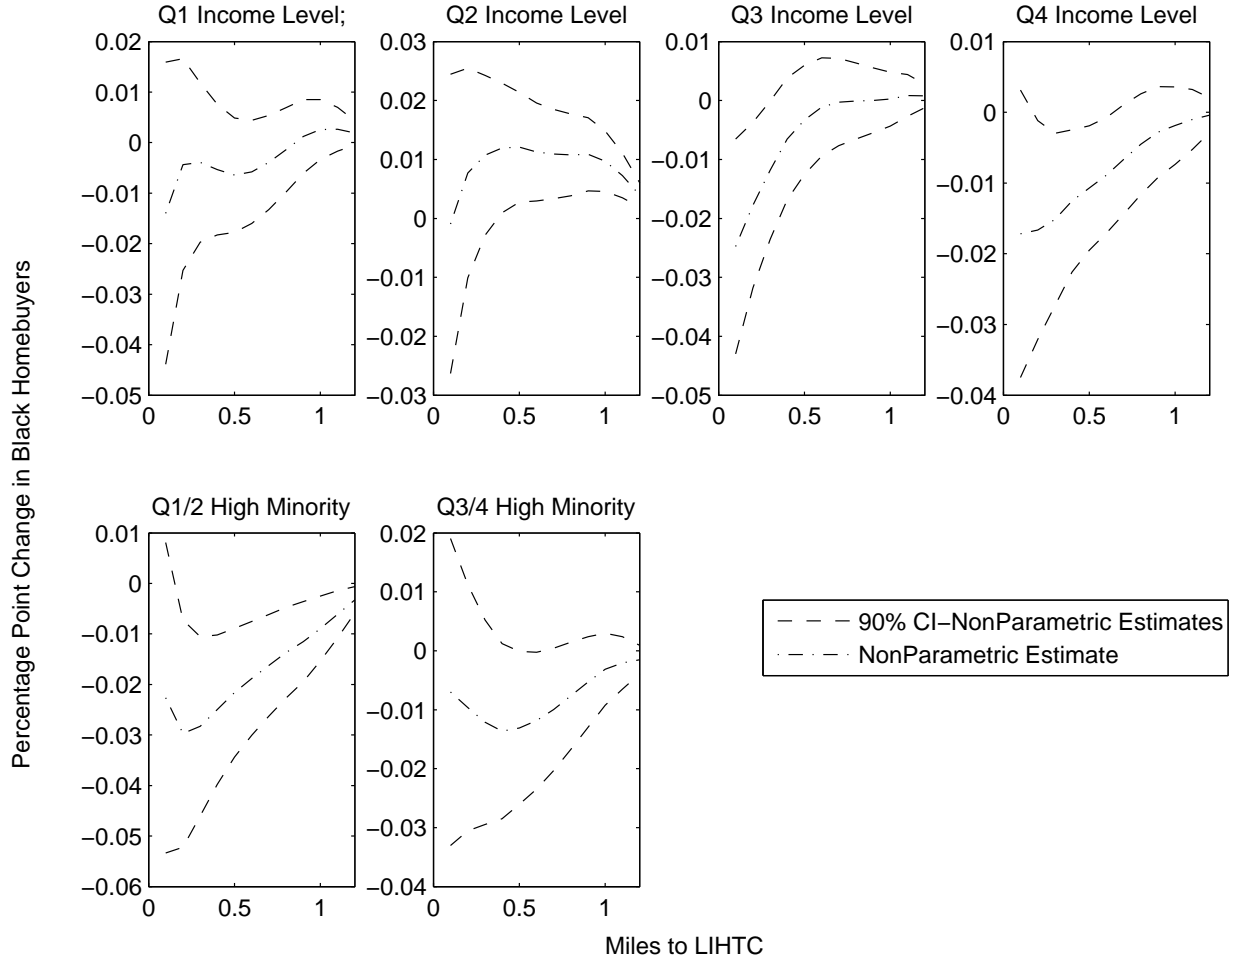 Q1 Income Level;
Q2 Income Level
Q3 Income Level
Q4 Income Level
0.02
0.01
0
−0.01
−0.02
−0.03
−0.04
−0.05
0 0.5 1
0.03
0.02
0.01
0
−0.01
−0.02
−0.03
0 0.5 1
0.01
0
−0.01
−0.02
−0.03
−0.04
−0.05
0 0.5 1
0.01
0
−0.01
−0.02
−0.03
−0.04
0 0.5 1
Percentage Point Change in Black Homebuyers
Q1/2 High Minority
Q3/4 High Minority
0.01
0
−0.01
−0.02
−0.03
−0.04
−0.05
−0.06
0 0.5 1
0.02
0.01
0
−0.01
−0.02
−0.03
−0.04
0 0.5 1
90% CI−NonParametric Estimates
NonParametric Estimate
Miles to LIHTC